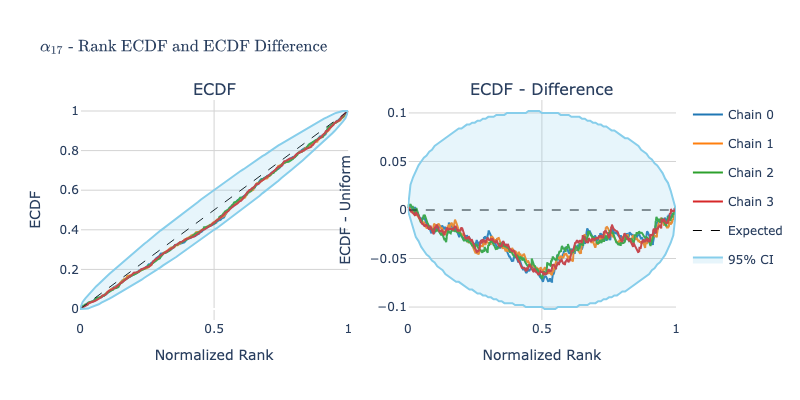 α₁₇ - Rank ECDF and ECDF Difference
ECDF
ECDF - Difference
ECDF
1
0.8
0.6
0.4
0.2
0
0
0.5
1
Normalized Rank
ECDF - Uniform
0.1
0.05
0
−0.05
−0.1
0
0.5
1
Normalized Rank
Chain 0
Chain 1
Chain 2
Chain 3
Expected
95% CI